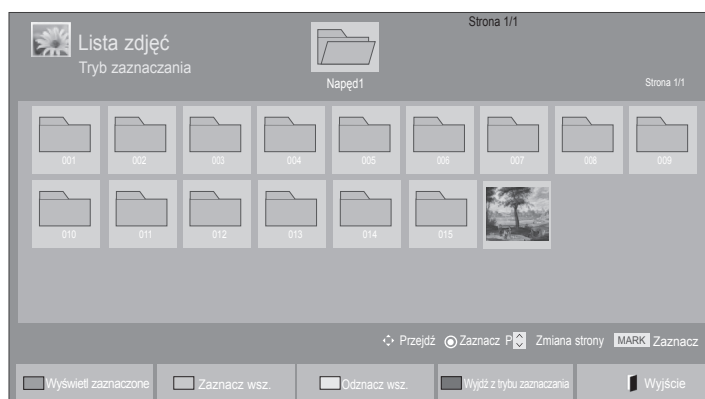 Strona 1/1
Lista zdjęć
Tryb zaznaczania
Napęd1
Strona 1/1
001 002 003 004 005 006 007 008 009
010 011 012 013 014 015
Przejdź Zaznacz P Zmiana strony MARK Zaznacz
Wyświetl zaznaczone Zaznacz wsz. Odznacz wsz. Wyjdź z trybu zaznaczania Wyjście